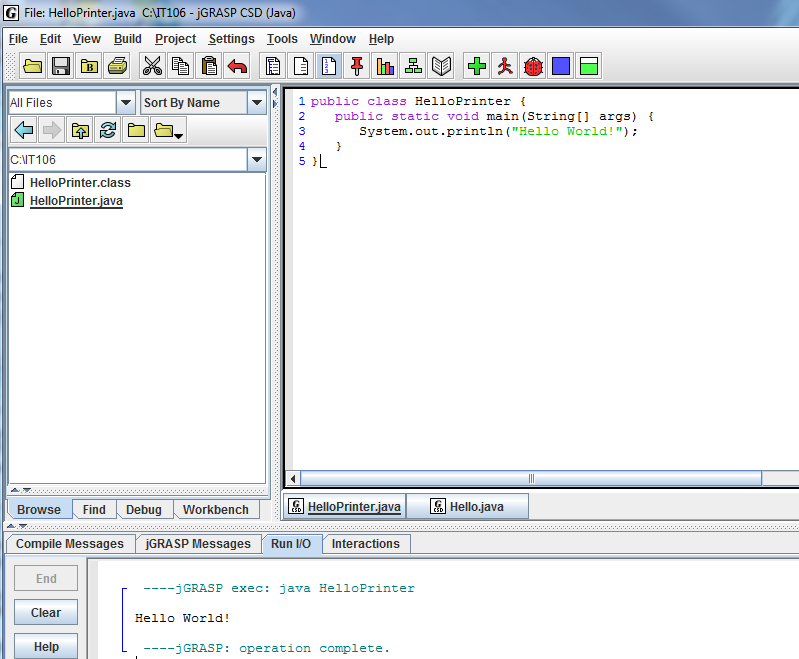 File: HelloPrinter.java  C:\IT106 - jGRASP CSD (Java)
File Edit View Build Project Settings Tools Window Help
All Files Sort By Name
C:\IT106
HelloPrinter.class
HelloPrinter.java
1 public class HelloPrinter {
2    public static void main(String[] args) {
3       System.out.println("Hello World!");
4    }
5 }
Browse Find Debug Workbench
HelloPrinter.java Hello.java
Compile Messages jGRASP Messages Run I/O Interactions
End
Clear
Help
----jGRASP exec: java HelloPrinter
Hello World!
----jGRASP: operation complete.